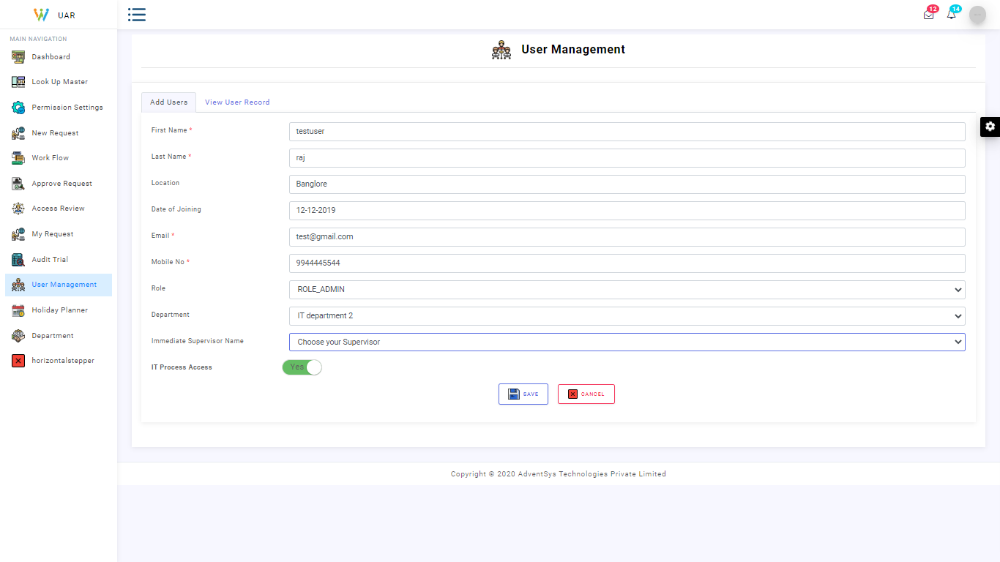 UAR
12
14
MAIN NAVIGATION
Dashboard
Look Up Master
Permission Settings
New Request
Work Flow
Approve Request
Access Review
My Request
Audit Trial
User Management
Holiday Planner
Department
horizontalstepper
User Management
Add Users
View User Record
First Name *
testuser
Last Name *
raj
Location
Banglore
Date of Joining
12-12-2019
Email *
test@gmail.com
Mobile No *
9944445544
Role
ROLE_ADMIN
Department
IT department 2
Immediate Supervisor Name
Choose your Supervisor
IT Process Access
Yes
SAVE
CANCEL
Copyright © 2020 AdventSys Technologies Private Limited